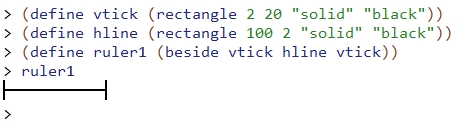 > (define vtick (rectangle 2 20 "solid" "black"))
> (define hline (rectangle 100 2 "solid" "black"))
> (define ruler1 (beside vtick hline vtick))
> ruler1
>